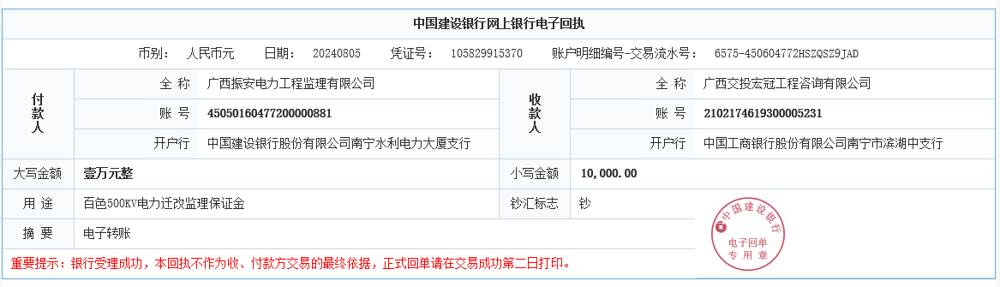 中国建设银行网上银行电子回执
币别： 人民币元 日期： 20240805 凭证号： 105829915370 账户明细编号-交易流水号： 6575-450604772HSZQSZ9JAD
付款人 全 称 广西振安电力工程监理有限公司 收款人 全 称 广西交投宏冠工程咨询有限公司
账 号 45050160477200000881 账 号 2102174619300005231
开户行 中国建设银行股份有限公司南宁水利电力大厦支行 开户行 中国工商银行股份有限公司南宁市滨湖中支行
大写金额 壹万元整 小写金额 10,000.00
用 途 百色500KV电力迁改监理保证金 钞汇标志 钞
摘 要 电子转账
中国建设银行
电子回单
专用章
重要提示：银行受理成功，本回执不作为收、付款方交易的最终依据，正式回单请在交易成功第二日打印。